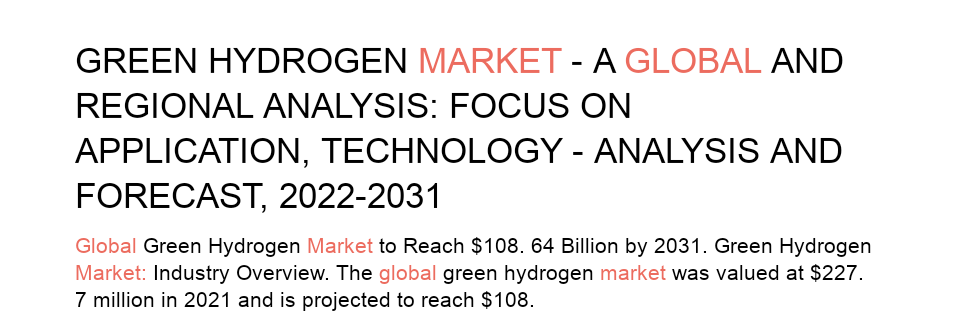 GREEN HYDROGEN MARKET - A GLOBAL AND
REGIONAL ANALYSIS: FOCUS ON
APPLICATION, TECHNOLOGY - ANALYSIS AND
FORECAST, 2022-2031
Global Green Hydrogen Market to Reach $108. 64 Billion by 2031. Green Hydrogen
Market: Industry Overview. The global green hydrogen market was valued at $227.
7 million in 2021 and is projected to reach $108.